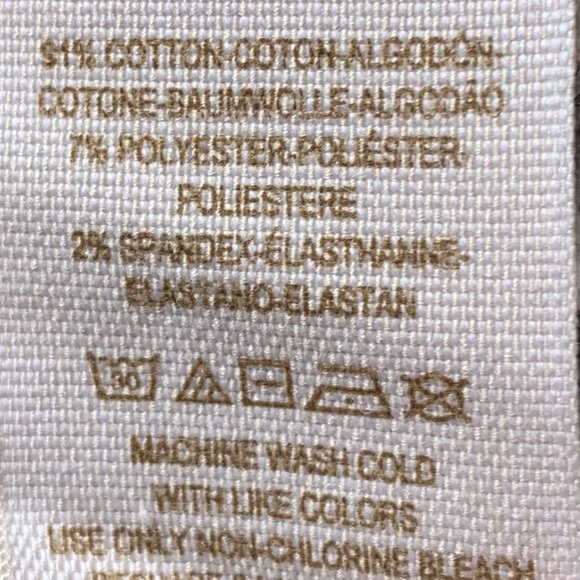 91% COTTON-COTON-ALGODÓN-
COTONE-BAUMWOLLE-ALGODÃO
7% POLYESTER-POLIÉSTER-
POLIESTERE
2% SPANDEX-ÉLASTHANNE-
ELASTANO-ELASTAN
30
MACHINE WASH COLD
WITH LIKE COLORS
USE ONLY NON-CHLORINE BLEACH